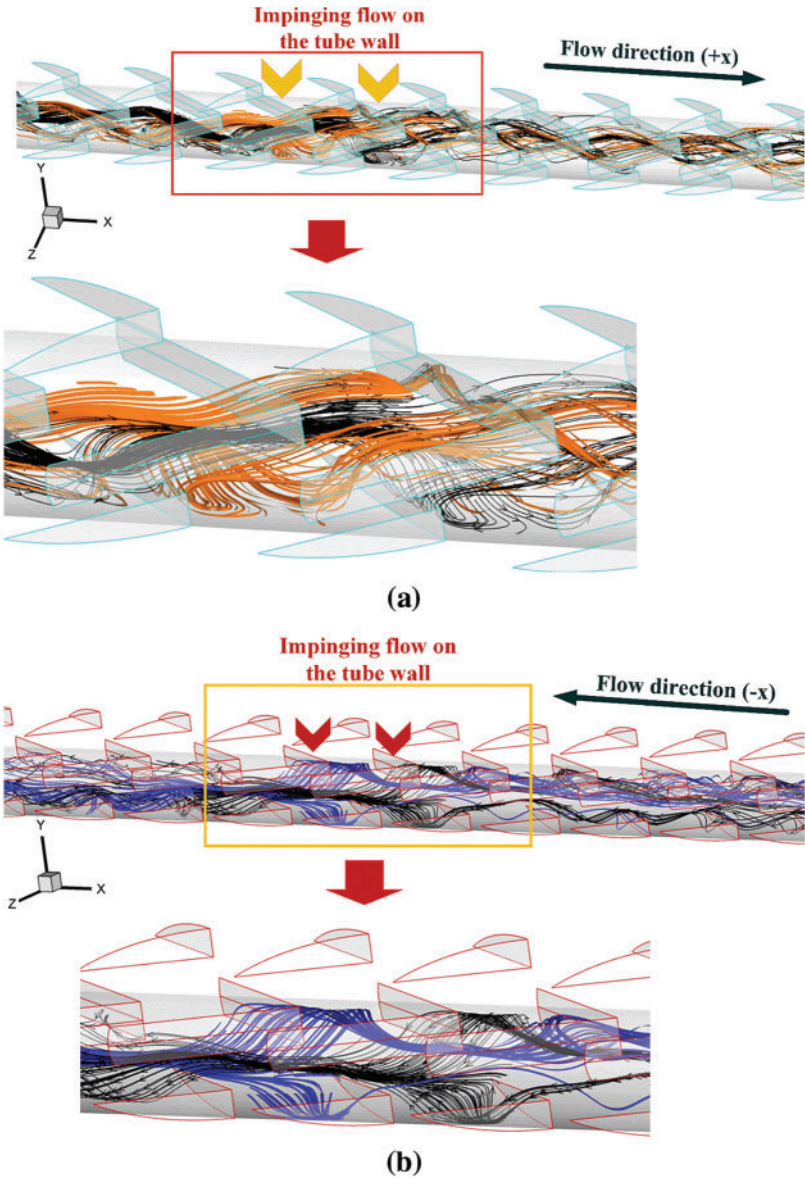 Impinging flow on
the tube wall
Flow direction (+x)
Y
X
Z
(a)
Impinging flow on
the tube wall
Flow direction (-x)
Y
X
Z
(b)